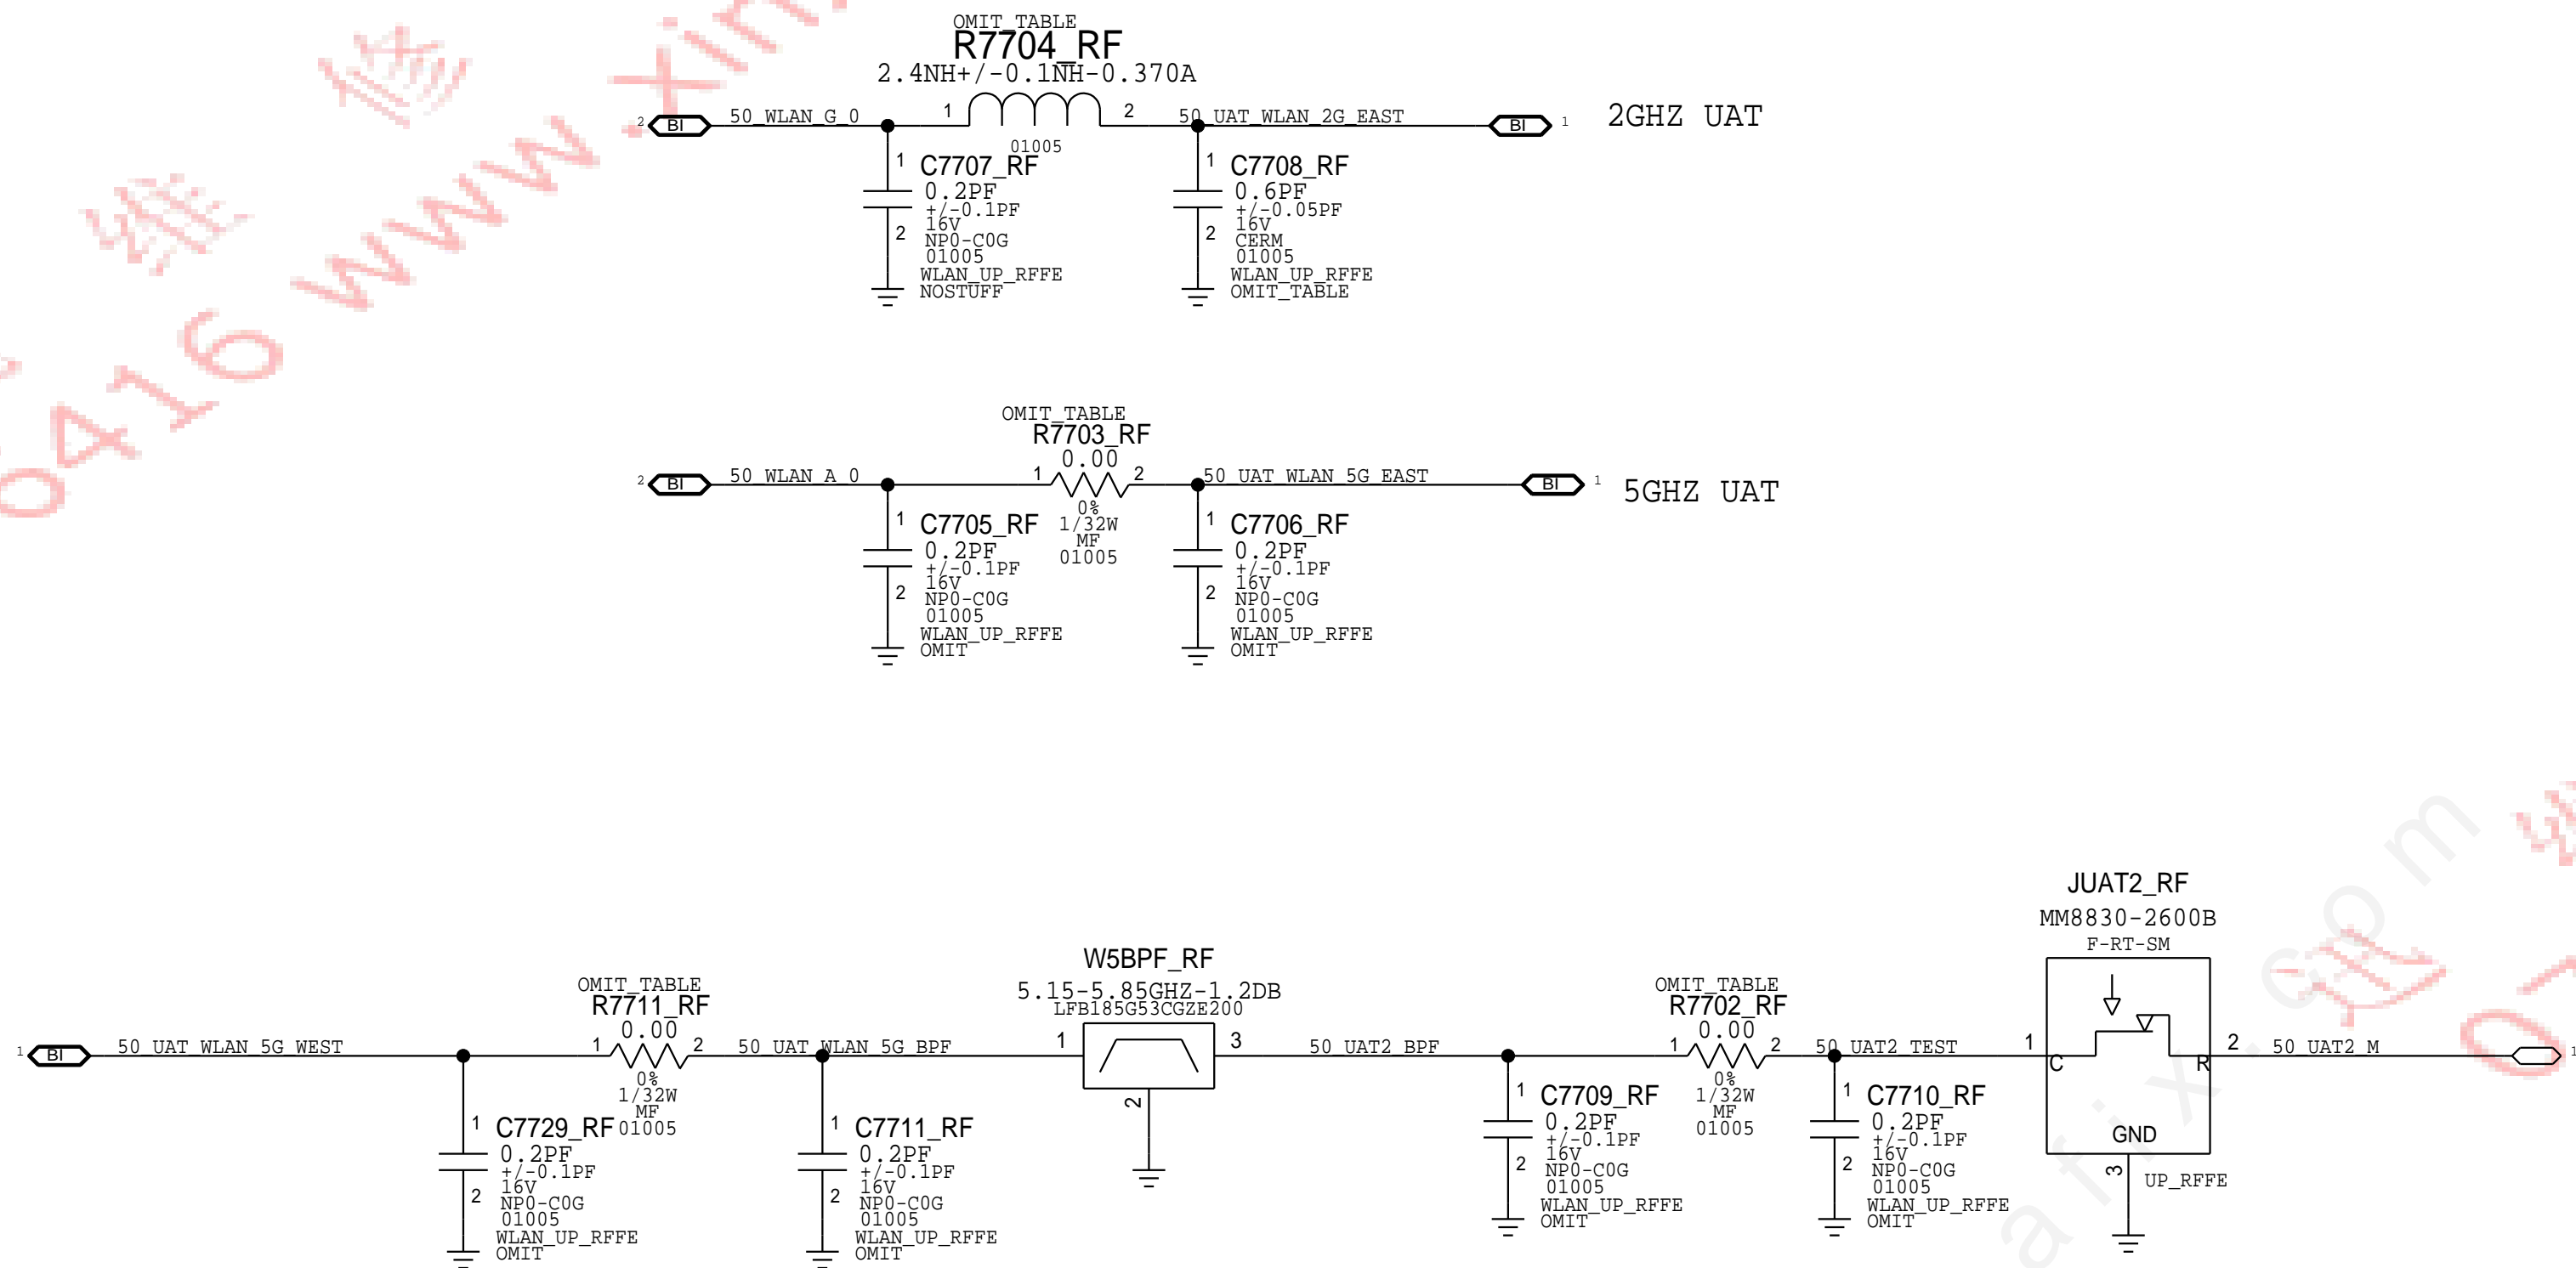 OMIT_TABLE
R7704_RF
2.4NH+/-0.1NH-0.370A
2 BI 50_WLAN_G_0 1 2 50_UAT_WLAN_2G_EAST BI 1 2GHZ UAT
01005
1 C7707_RF 1 C7708_RF
0.2PF 0.6PF
+/-0.1PF +/-0.05PF
16V 16V
2 NP0-C0G 2 CERM
01005 01005
WLAN_UP_RFFE WLAN_UP_RFFE
NOSTUFF OMIT_TABLE
OMIT_TABLE
R7703_RF
0.00
2 BI 50_WLAN_A_0 1 2 50_UAT_WLAN_5G_EAST BI 1 5GHZ UAT
0%
1/32W
MF
01005
1 C7705_RF 1 C7706_RF
0.2PF 0.2PF
+/-0.1PF +/-0.1PF
16V 16V
2 NP0-C0G 2 NP0-C0G
01005 01005
WLAN_UP_RFFE WLAN_UP_RFFE
OMIT OMIT
JUAT2_RF
MM8830-2600B
F-RT-SM
W5BPF_RF
5.15-5.85GHZ-1.2DB
LFB185G53CGZE200
OMIT_TABLE OMIT_TABLE
R7711_RF R7702_RF
0.00 0.00
1 BI 50_UAT_WLAN_5G_WEST 1 2 50_UAT_WLAN_5G_BPF 1 3 50_UAT2_BPF 1 2 50_UAT2_TEST 1 C R 2 50_UAT2_M 1
2
0% 0%
1/32W 1/32W
MF MF
01005 01005
1 C7729_RF 1 C7711_RF 1 C7709_RF 1 C7710_RF
0.2PF 0.2PF 0.2PF 0.2PF
+/-0.1PF +/-0.1PF +/-0.1PF +/-0.1PF
16V 16V 16V 16V
2 NP0-C0G 2 NP0-C0G 2 NP0-C0G 2 NP0-C0G
01005 01005 01005 01005
WLAN_UP_RFFE WLAN_UP_RFFE WLAN_UP_RFFE WLAN_UP_RFFE
OMIT OMIT OMIT OMIT
GND
3 UP_RFFE
6416 www.xin
修
维
afix.com